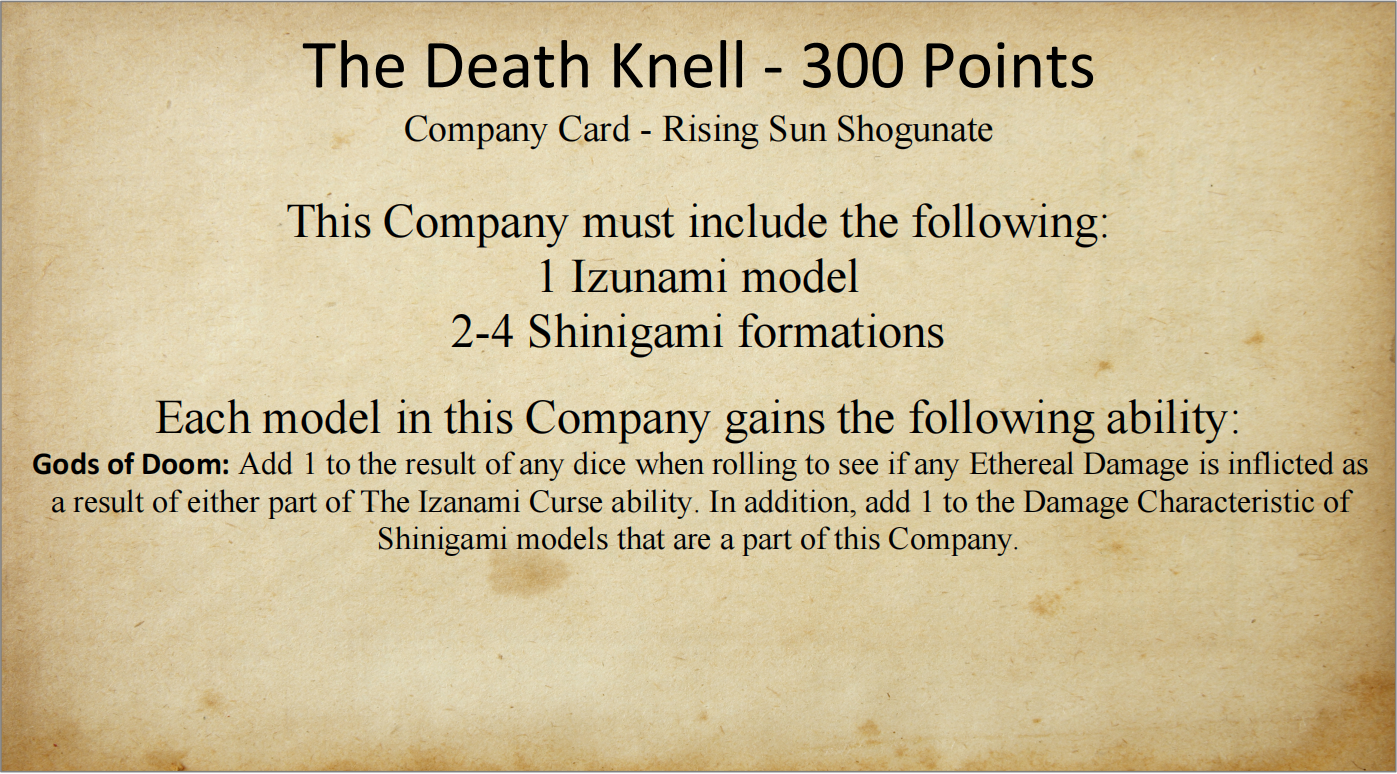 The Death Knell - 300 Points
Company Card - Rising Sun Shogunate
This Company must include the following:
1 Izunami model
2-4 Shinigami formations
Each model in this Company gains the following ability:
Gods of Doom: Add 1 to the result of any dice when rolling to see if any Ethereal Damage is inflicted as
a result of either part of The Izanami Curse ability. In addition, add 1 to the Damage Characteristic of
Shinigami models that are a part of this Company.